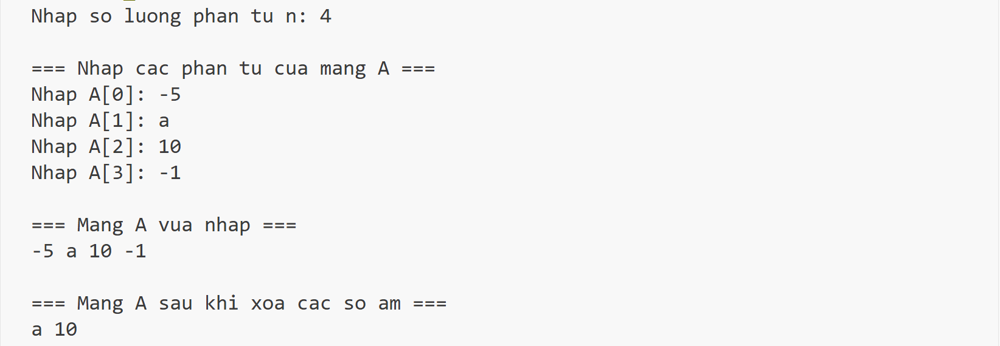 Nhap so luong phan tu n: 4
=== Nhap cac phan tu cua mang A ===
Nhap A[0]: -5
Nhap A[1]: a
Nhap A[2]: 10
Nhap A[3]: -1
=== Mang A vua nhap ===
-5 a 10 -1
=== Mang A sau khi xoa cac so am ===
a 10